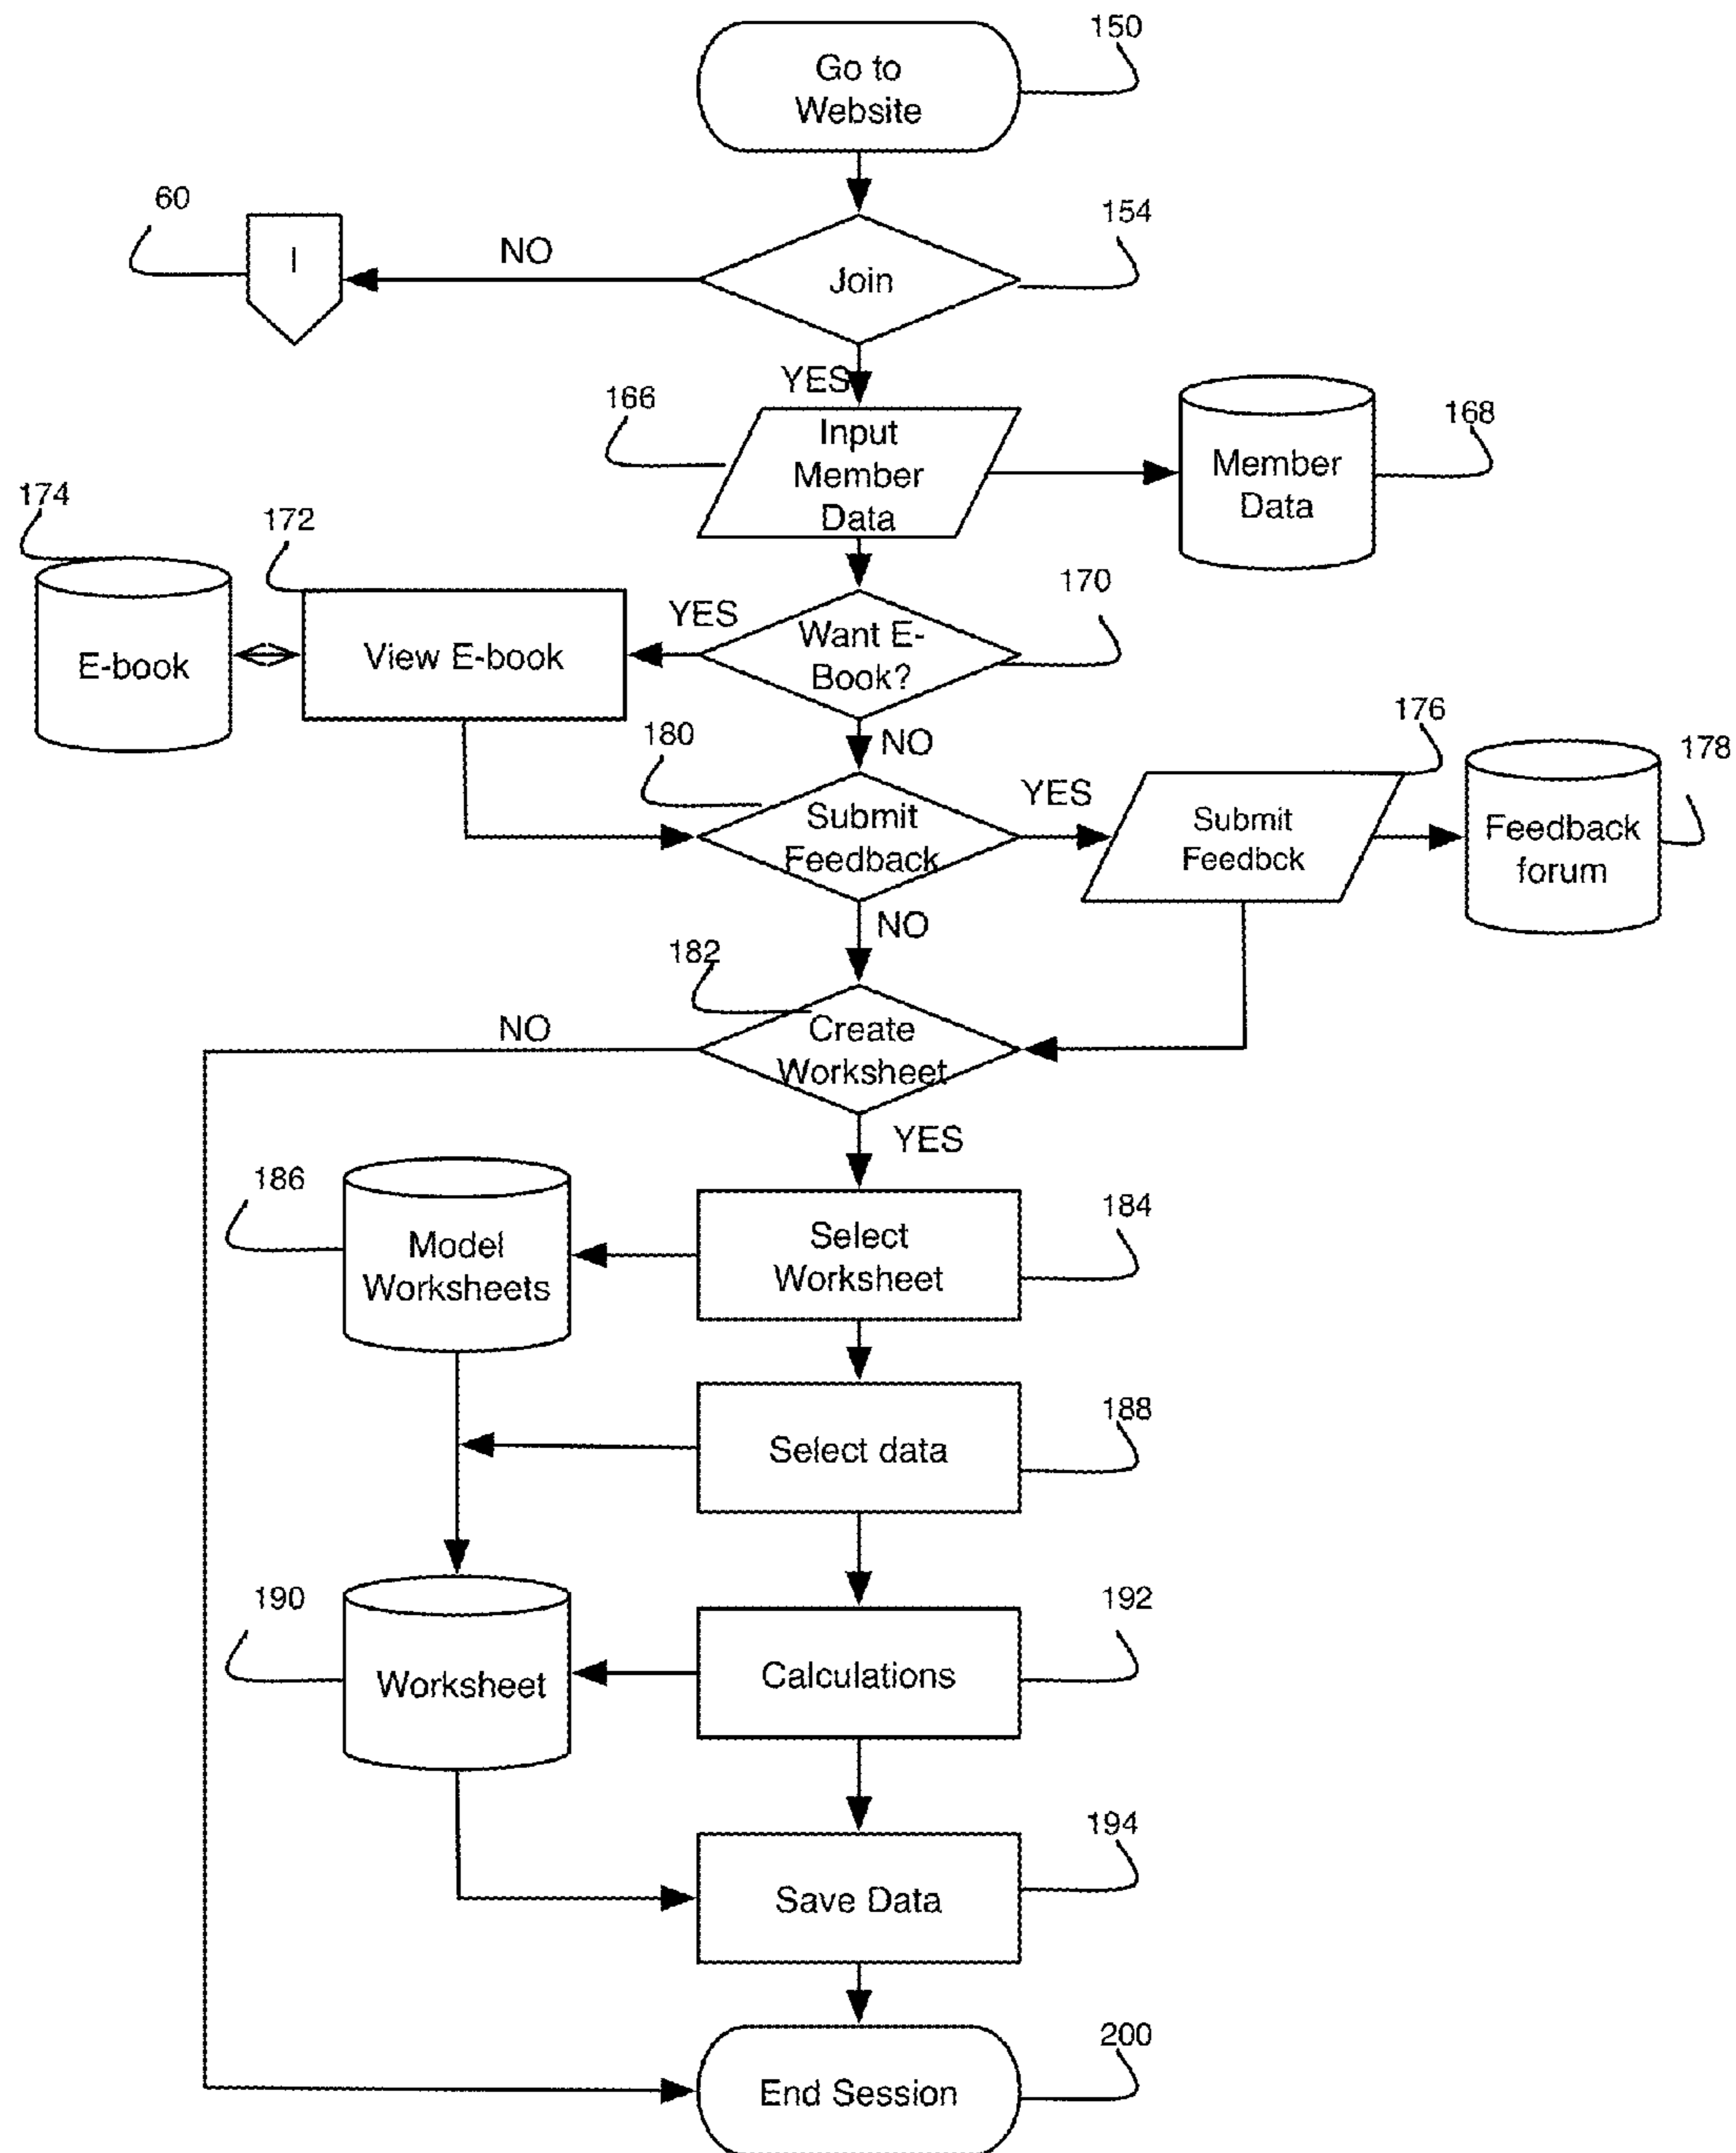 150
Go to
Website
60
I
NO
154
Join
YES
166
Input
Member
Data
Member
Data
168
174
172
E-book
View E-book
YES
Want E-
Book?
170
180
NO
176
178
Submit
Feedback
YES
Submit
Feedbck
Feedback
forum
NO
182
NO
Create
Worksheet
YES
186
Model
Worksheets
Select
Worksheet
184
Select data
188
190
Worksheet
Calculations
192
Save Data
194
End Session
200